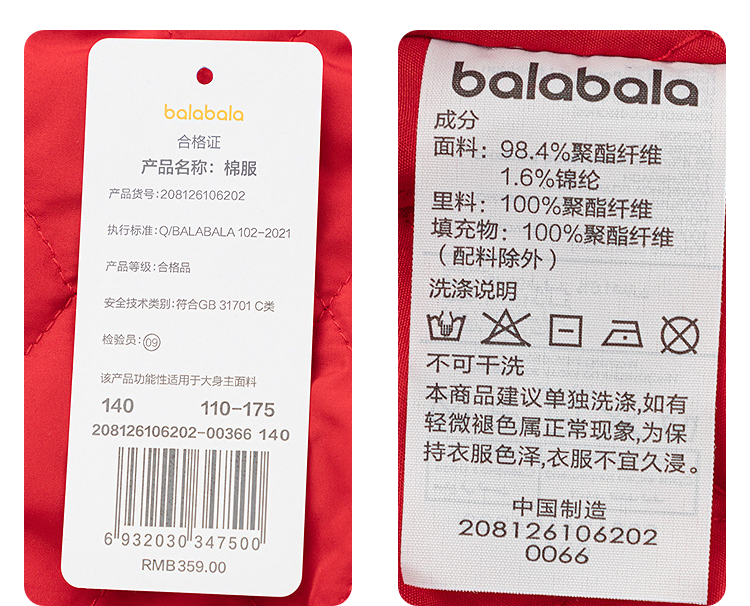 balabala
合格证
产品名称：棉服
产品货号:208126106202
执行标准:Q/BALABALA 102-2021
产品等级:合格品
安全技术类别:符合GB 31701 C类
检验员:09
该产品功能性适用于大身主面料
140 110-175
208126106202-00366 140
6 932030 347500
RMB359.00
balabala
成分
面料：98.4%聚酯纤维
1.6%锦纶
里料：100%聚酯纤维
填充物：100%聚酯纤维
（配料除外）
洗涤说明
不可干洗
本商品建议单独洗涤,如有
轻微褪色属正常现象,为保
持衣服色泽,衣服不宜久浸。
中国制造
208126106202
0066